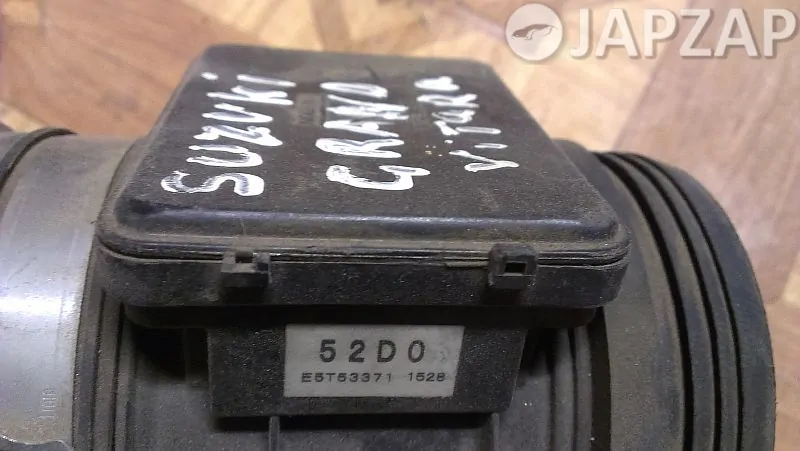 JAPZAP
SUZUKI
GRAND
ViTARA
52D0
E5T53371 1528